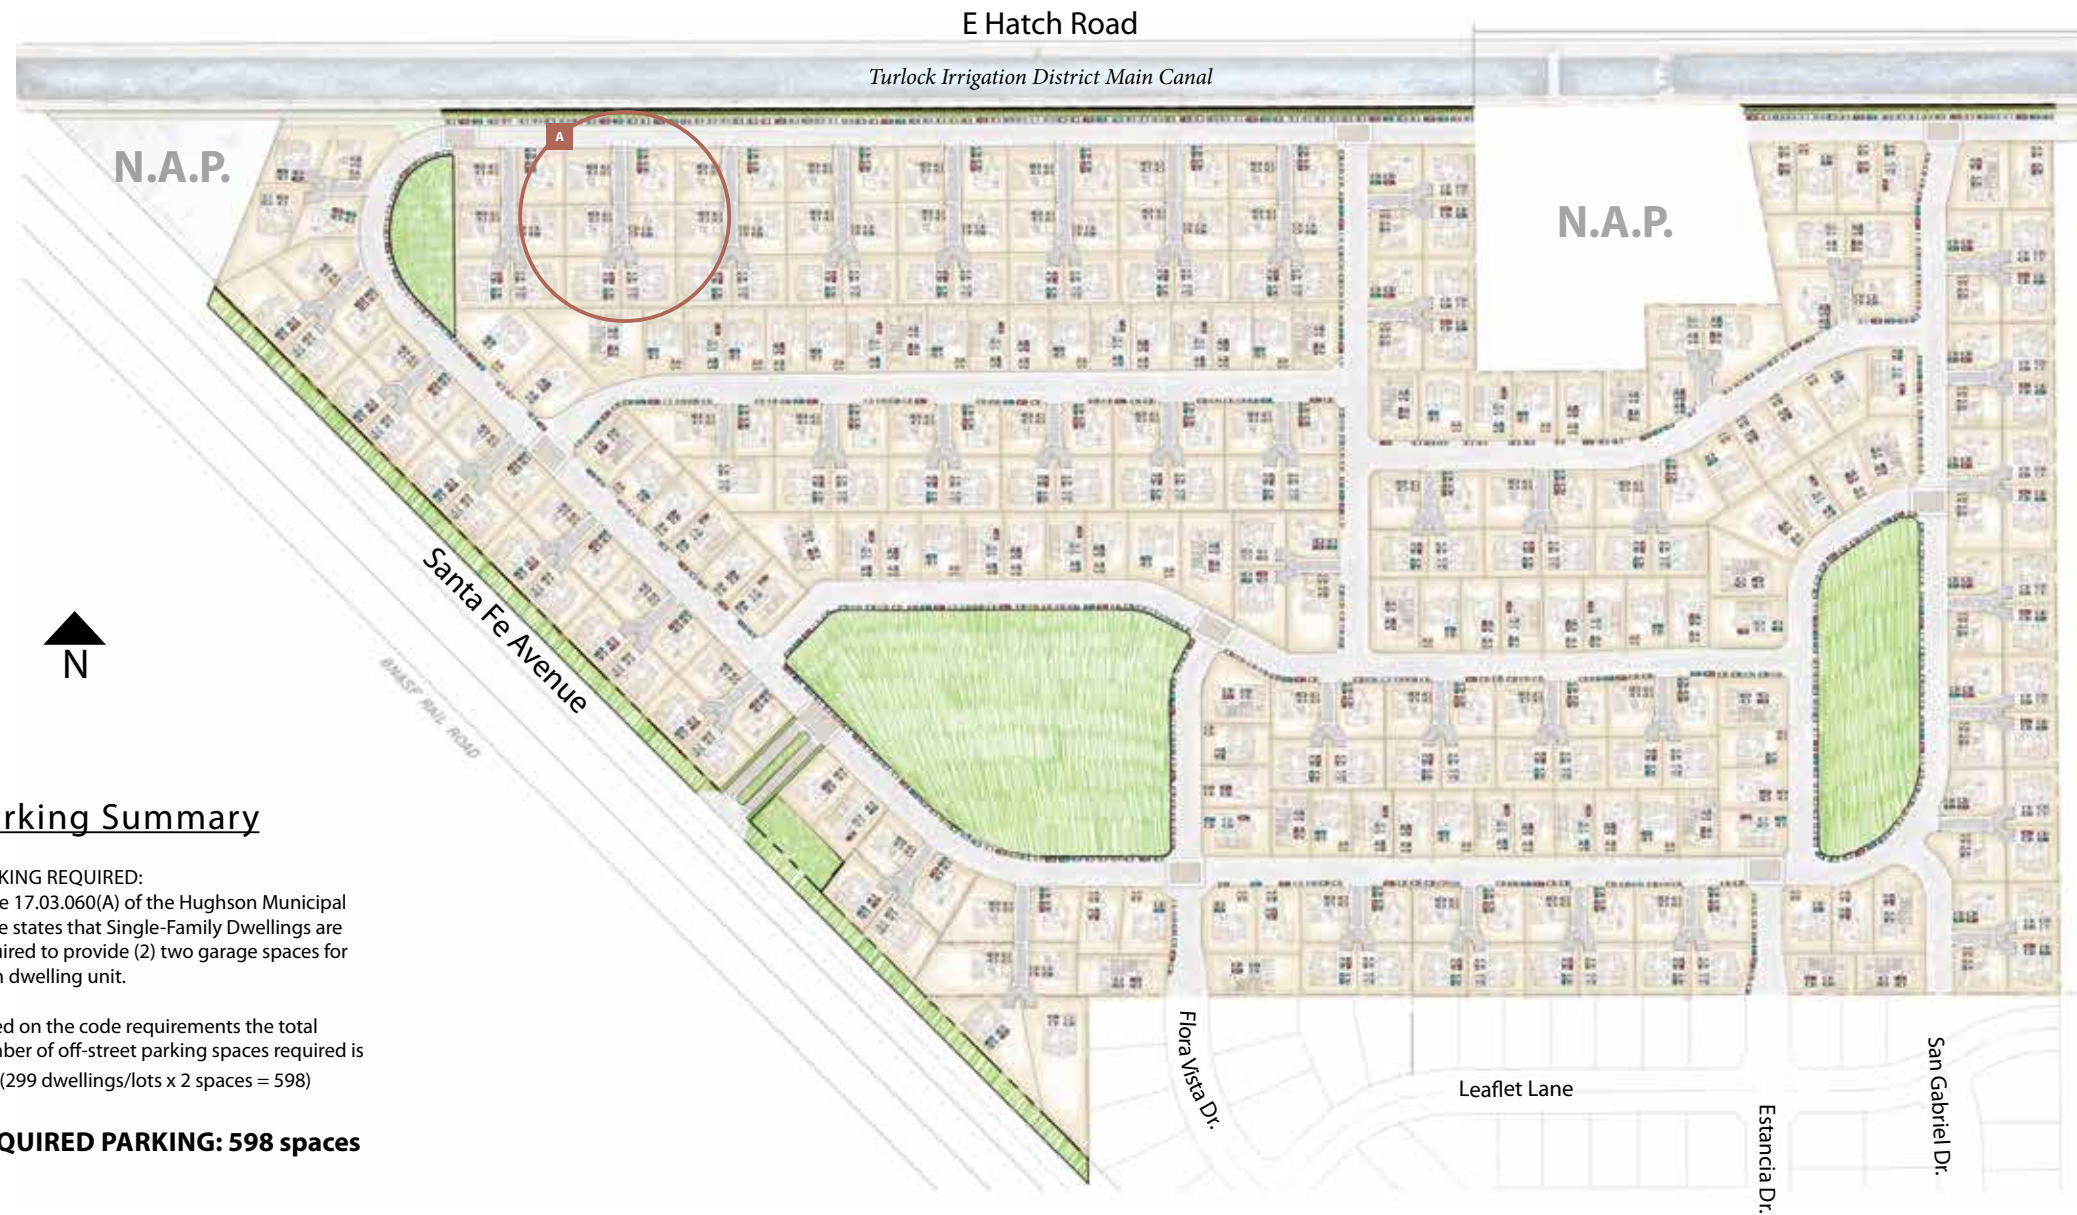 E Hatch Road
Turlock Irrigation District Main Canal
A
N.A.P.
N.A.P.
Santa Fe Avenue
BNASF RAIL ROAD
N
rking Summary
KING REQUIRED:
e 17.03.060(A) of the Hughson Municipal
e states that Single-Family Dwellings are
uired to provide (2) two garage spaces for
h dwelling unit.
ed on the code requirements the total
ber of off-street parking spaces required is
(299 dwellings/lots x 2 spaces = 598)
QUIRED PARKING: 598 spaces
Flora Vista Dr.
Leaflet Lane
Estancia Dr.
San Gabriel Dr.